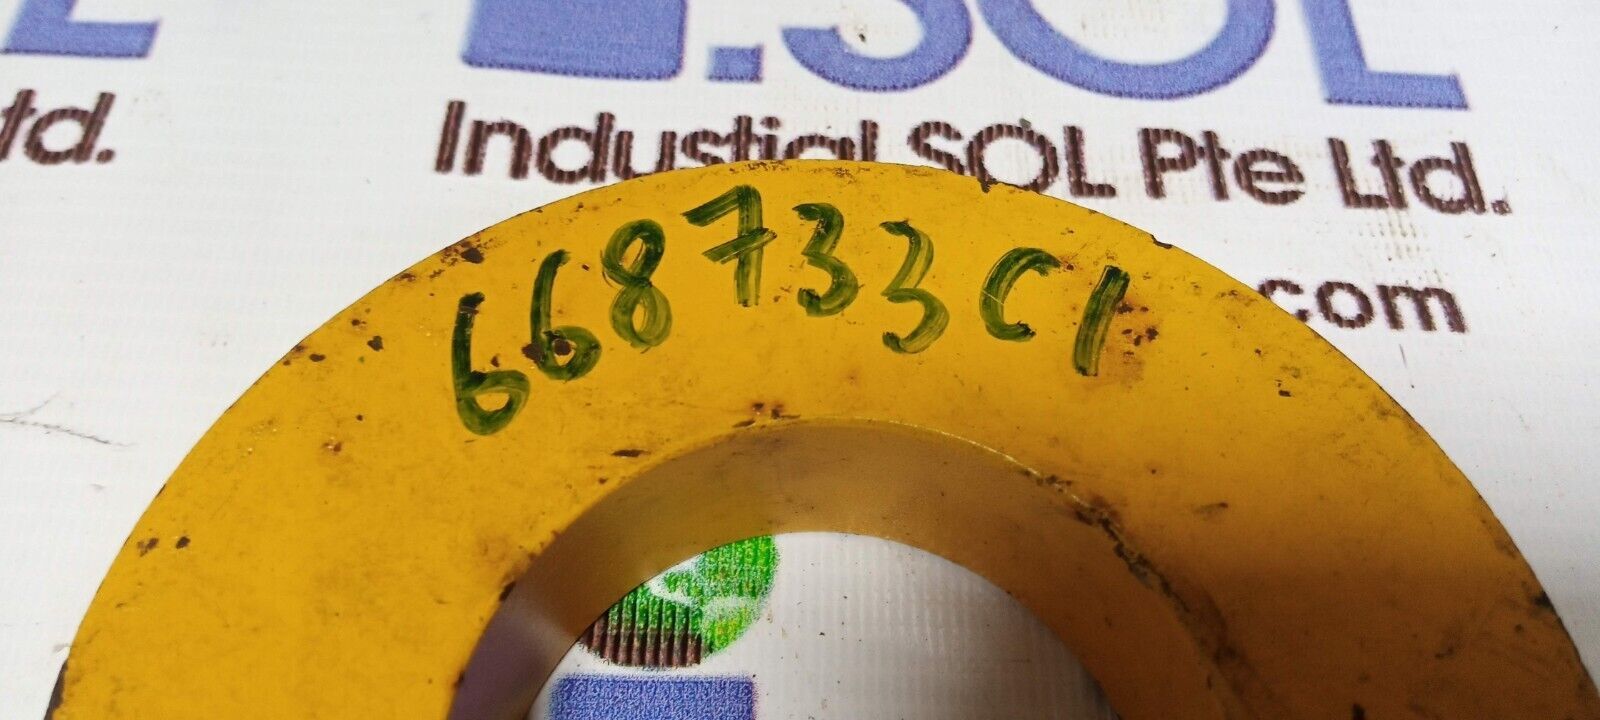 .SOL
td.
Industial SOL Pte Ltd.
.com
668733C1